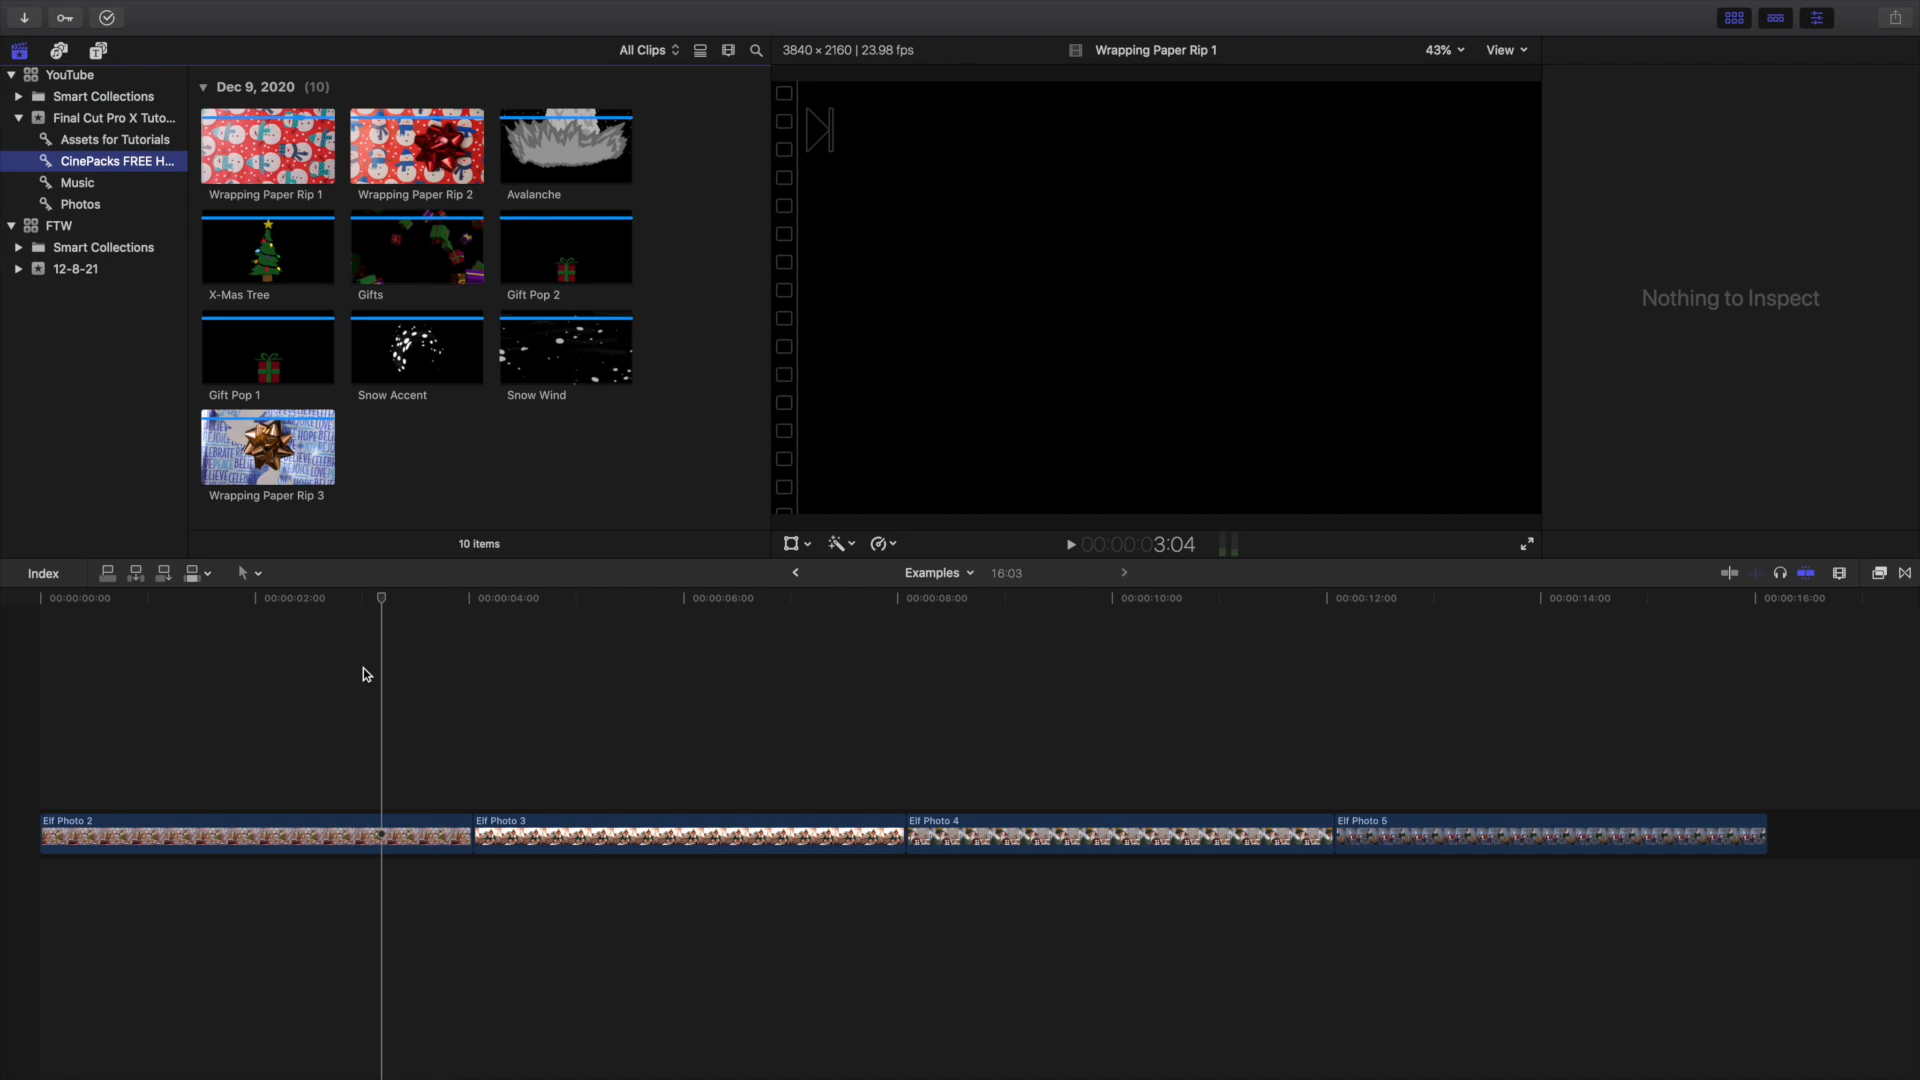 All Clips
3840 × 2160 | 23.98 fps
Wrapping Paper Rip 1
43%
View
YouTube
Smart Collections
Final Cut Pro X Tuto...
Assets for Tutorials
CinePacks FREE H...
Music
Photos
FTW
Smart Collections
12-8-21
Dec 9, 2020 (10)
Wrapping Paper Rip 1
Wrapping Paper Rip 2
Avalanche
X-Mas Tree
Gifts
Gift Pop 2
Gift Pop 1
Snow Accent
Snow Wind
Wrapping Paper Rip 3
10 items
Nothing to Inspect
00:00:03:04
Index
Examples
16:03
00:00:00:00
00:00:02:00
00:00:04:00
00:00:06:00
00:00:08:00
00:00:10:00
00:00:12:00
00:00:14:00
00:00:16:00
Elf Photo 2
Elf Photo 3
Elf Photo 4
Elf Photo 5